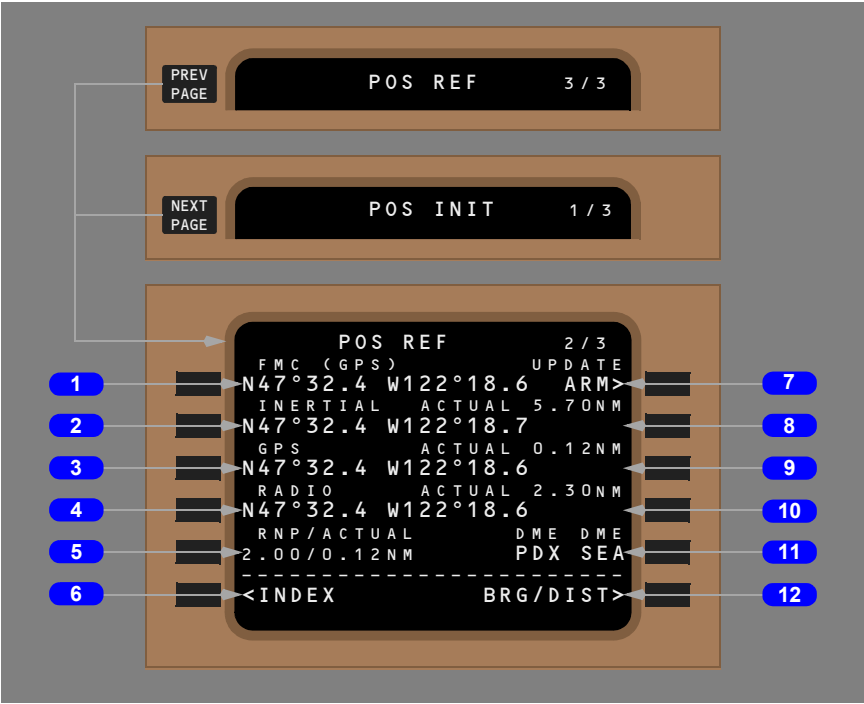 PREV
PAGE
POS REF 3/3
NEXT
PAGE
POS INIT 1/3
POS REF 2/3
FMC (GPS) UPDATE
1 N47°32.4 W122°18.6 ARM> 7
INERTIAL ACTUAL 5.70NM
2 N47°32.4 W122°18.7 8
GPS ACTUAL 0.12NM
3 N47°32.4 W122°18.6 9
RADIO ACTUAL 2.30NM
4 N47°32.4 W122°18.6 10
RNP/ACTUAL DME DME
5 2.00/0.12NM PDX SEA 11
------------------------
6 <INDEX BRG/DIST> 12